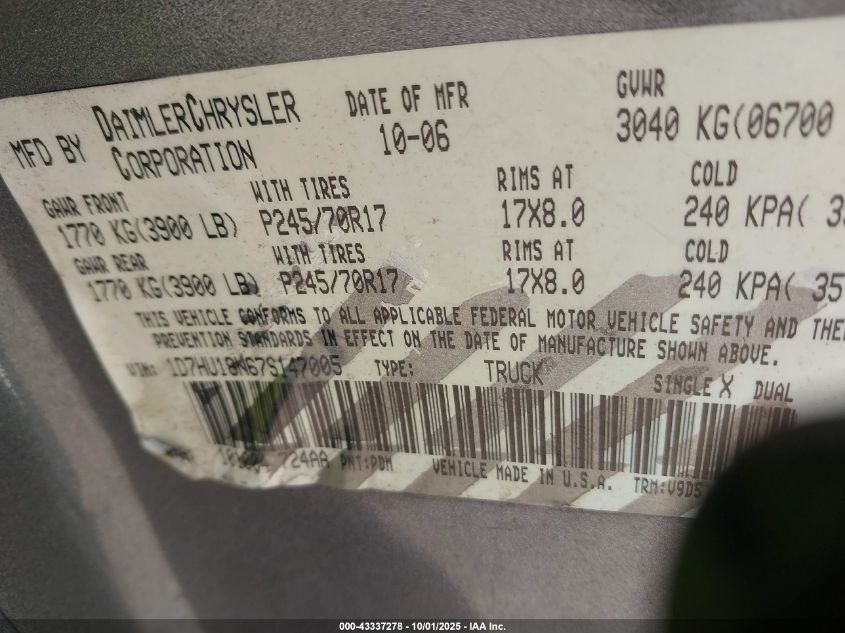 MFD BY DAIMLERCHRYSLER CORPORATION DATE OF MFR 10-06 GVWR 3040 KG(06700
GAWR FRONT WITH TIRES RIMS AT COLD
1770 KG(3900 LB) P245/70R17 17X8.0 240 KPA( 35
GAWR REAR WITH TIRES RIMS AT COLD
1770 KG(3900 LB) P245/70R17 17X8.0 240 KPA( 35
THIS VEHICLE CONFORMS TO ALL APPLICABLE FEDERAL MOTOR VEHICLE SAFETY AND THE
PREVENTION STANDARDS IN EFFECT ON THE DATE OF MANUFACTURE SHOWN ABOVE.
VIN: TYPE: TRUCK SINGLE X DUAL
724AA PNT:PDM VEHICLE MADE IN U.S.A. TRM:V9D5
000-43337278 - 10/01/2025 - IAA Inc.